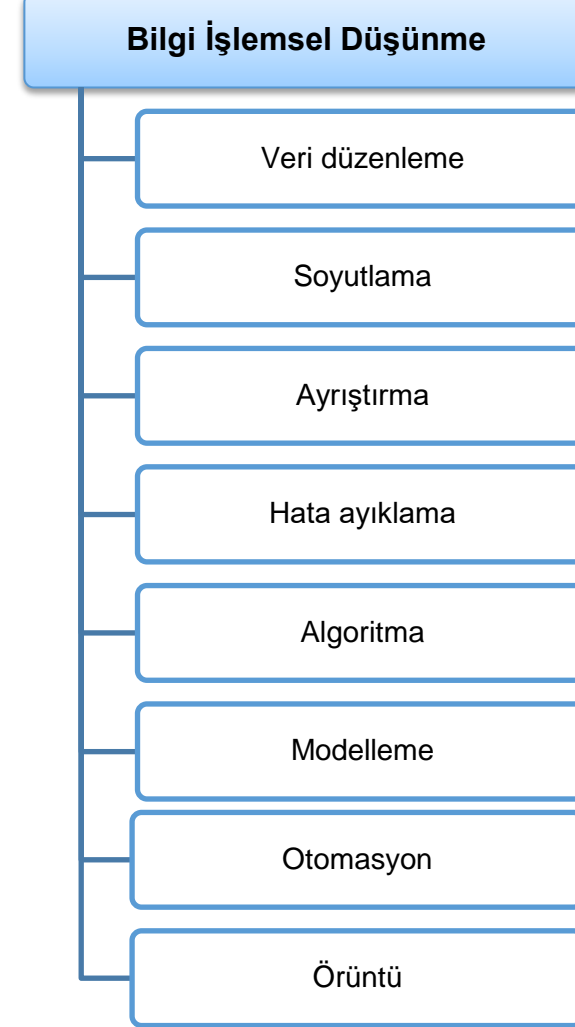 Bilgi İşlemsel Düşünme
Veri düzenleme
Soyutlama
Ayrıştırma
Hata ayıklama
Algoritma
Modelleme
Otomasyon
Örüntü